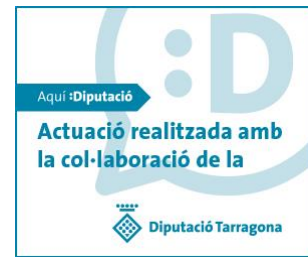 :D
Aquí :Diputació
Actuació realitzada amb
la col·laboració de la
Diputació Tarragona